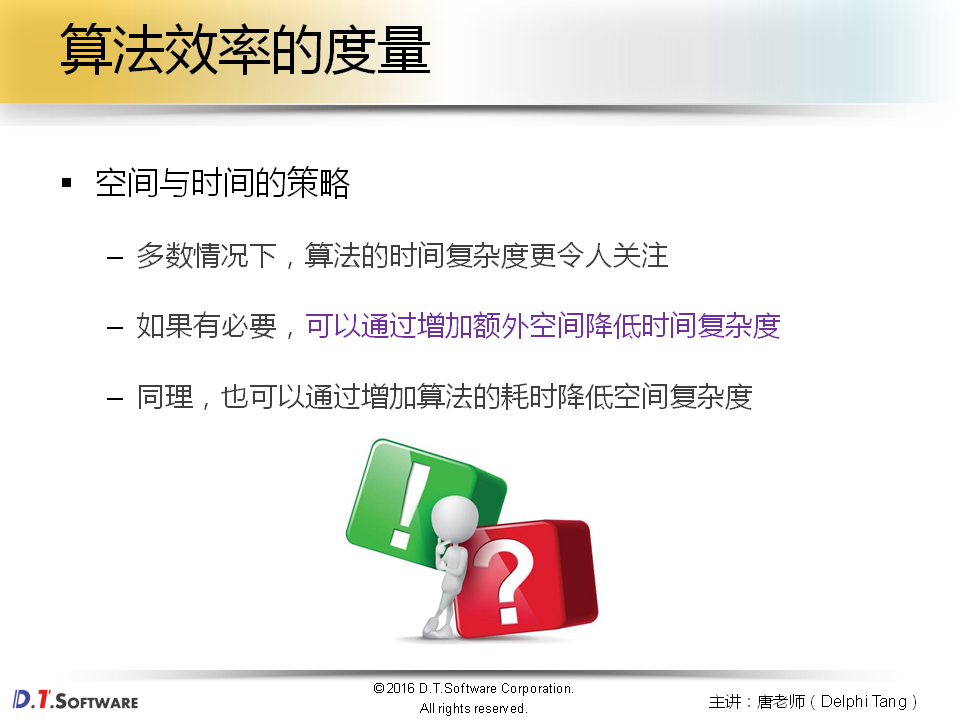 算法效率的度量
▪ 空间与时间的策略
– 多数情况下，算法的时间复杂度更令人关注
– 如果有必要，可以通过增加额外空间降低时间复杂度
– 同理，也可以通过增加算法的耗时降低空间复杂度
!
?
D.T.SOFTWARE
©2016 D.T.Software Corporation.
All rights reserved.
主讲：唐老师（Delphi Tang）